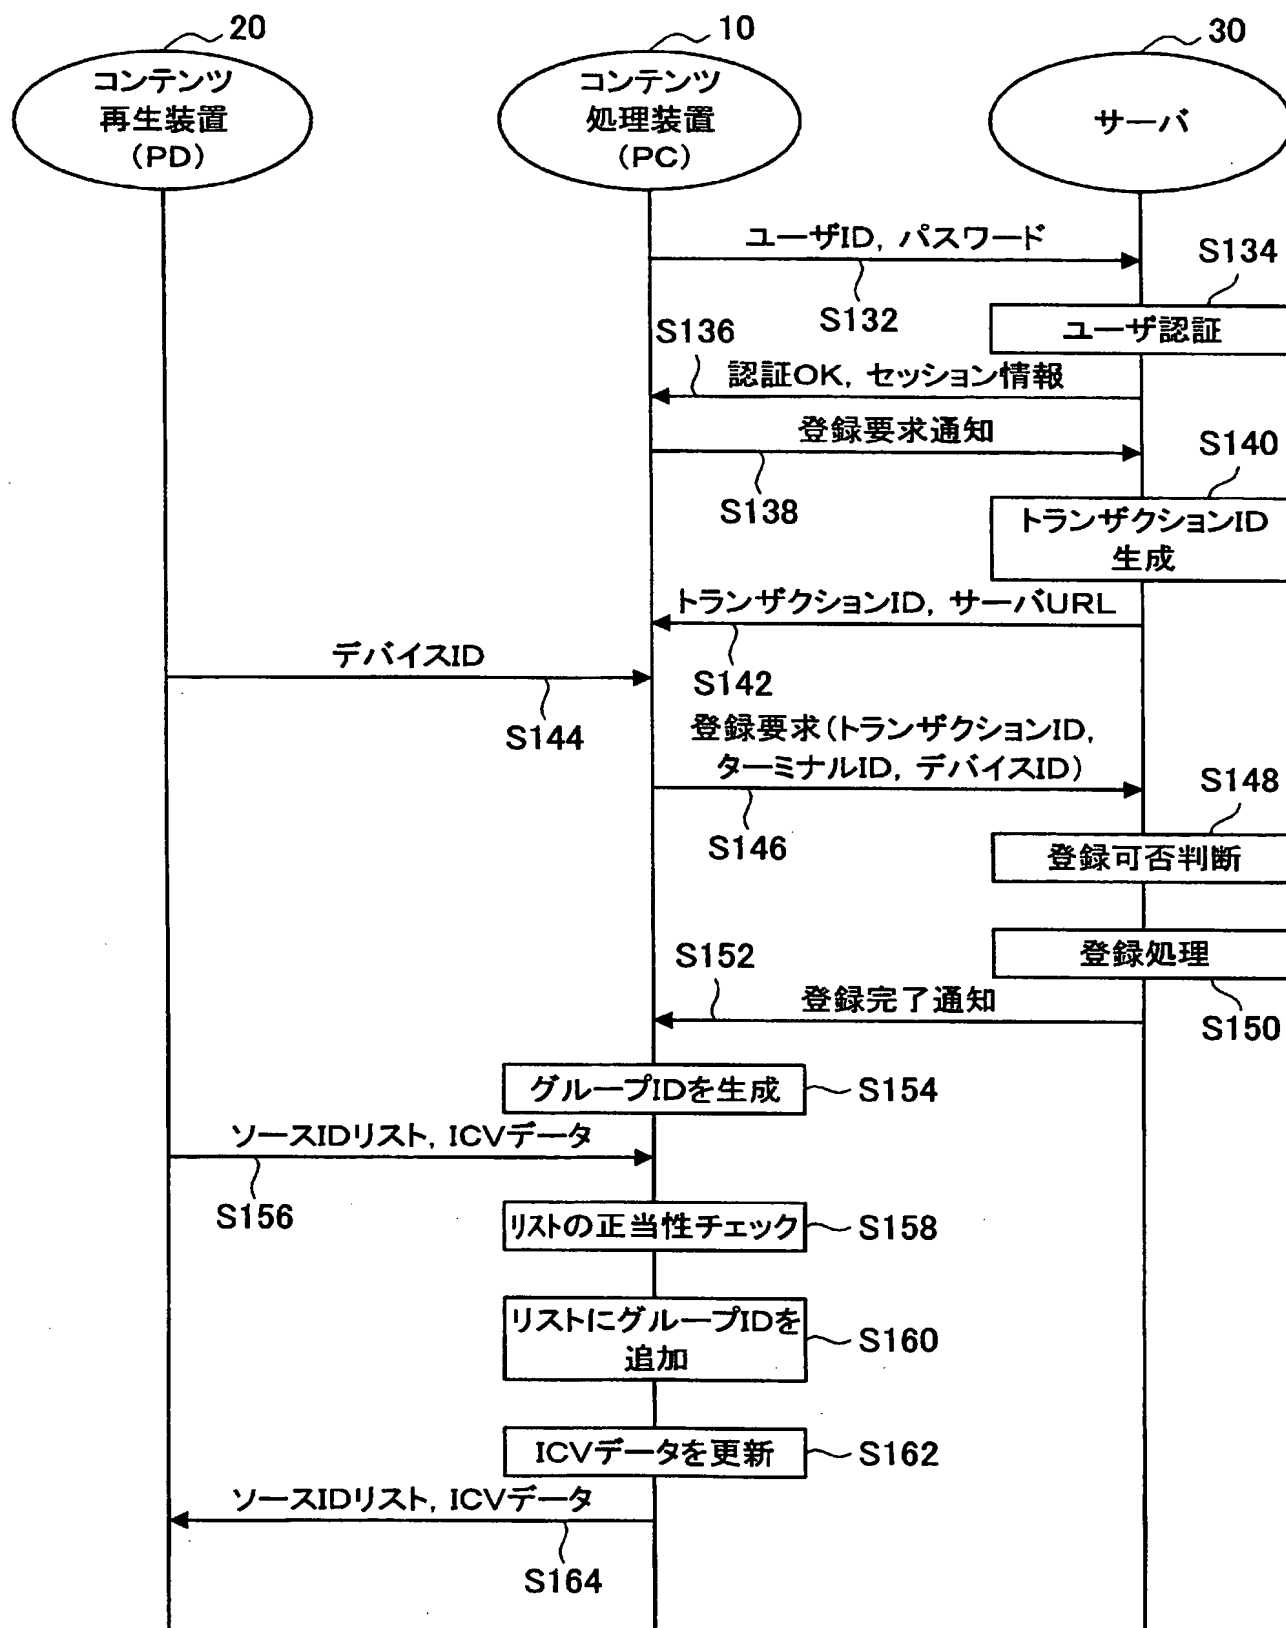 20
10
30
コンテンツ
再生装置
(PD)
コンテンツ
処理装置
(PC)
サーバ
ユーザID, パスワード
S132
S134
ユーザ認証
S136
認証OK, セッション情報
登録要求通知
S138
S140
トランザクションID
生成
トランザクションID, サーバURL
S142
デバイスID
S144
登録要求(トランザクションID,
ターミナルID, デバイスID)
S146
S148
登録可否判断
登録処理
S150
S152
登録完了通知
グループIDを生成
S154
ソースIDリスト, ICVデータ
S156
リストの正当性チェック
S158
リストにグループIDを
追加
S160
ICVデータを更新
S162
ソースIDリスト, ICVデータ
S164